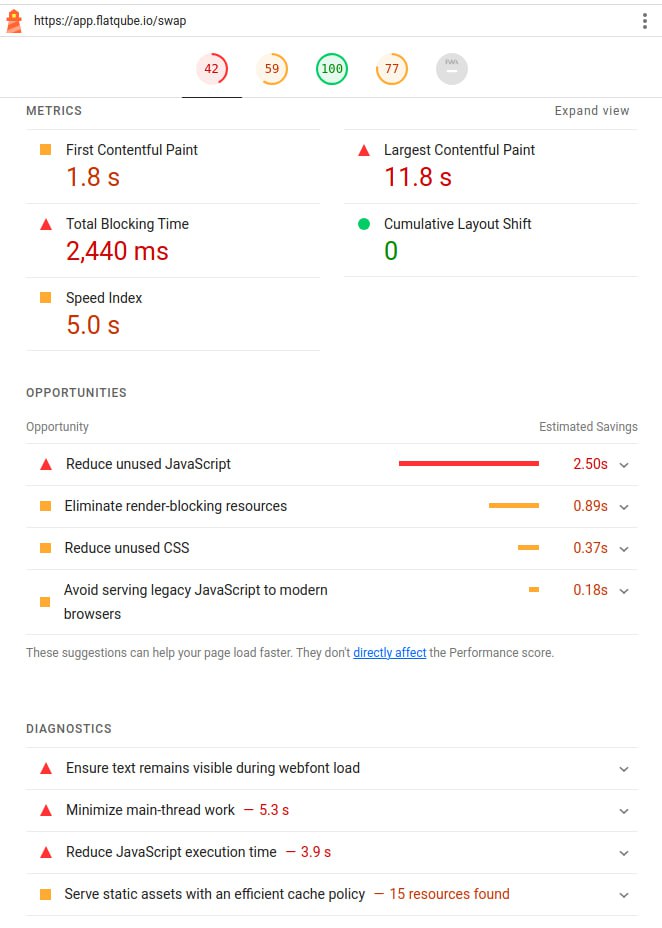 https://app.flatqube.io/swap
42 59 100 77
METRICS
Expand view
First Contentful Paint
1.8 s
Largest Contentful Paint
11.8 s
Total Blocking Time
2,440 ms
Cumulative Layout Shift
0
Speed Index
5.0 s
OPPORTUNITIES
Opportunity
Estimated Savings
Reduce unused JavaScript
2.50s
Eliminate render-blocking resources
0.89s
Reduce unused CSS
0.37s
Avoid serving legacy JavaScript to modern
browsers
0.18s
These suggestions can help your page load faster. They don't directly affect the Performance score.
DIAGNOSTICS
Ensure text remains visible during webfont load
Minimize main-thread work — 5.3 s
Reduce JavaScript execution time — 3.9 s
Serve static assets with an efficient cache policy — 15 resources found